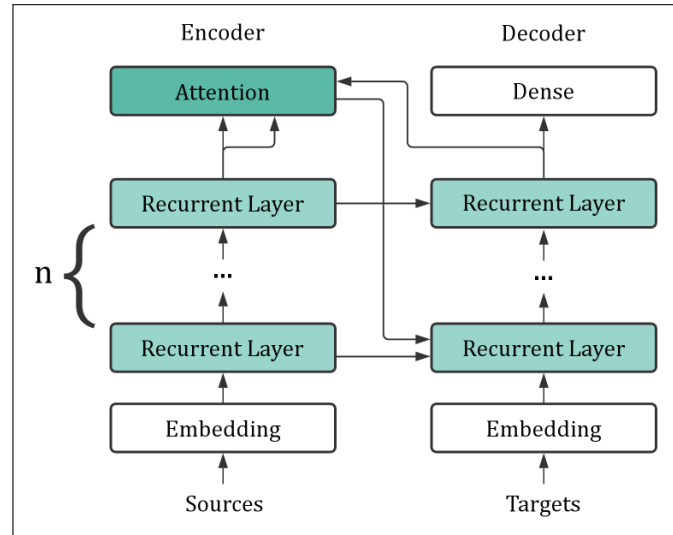 Encoder
Decoder
Attention
Dense
Recurrent Layer
Recurrent Layer
n
...
...
Recurrent Layer
Recurrent Layer
Embedding
Embedding
Sources
Targets